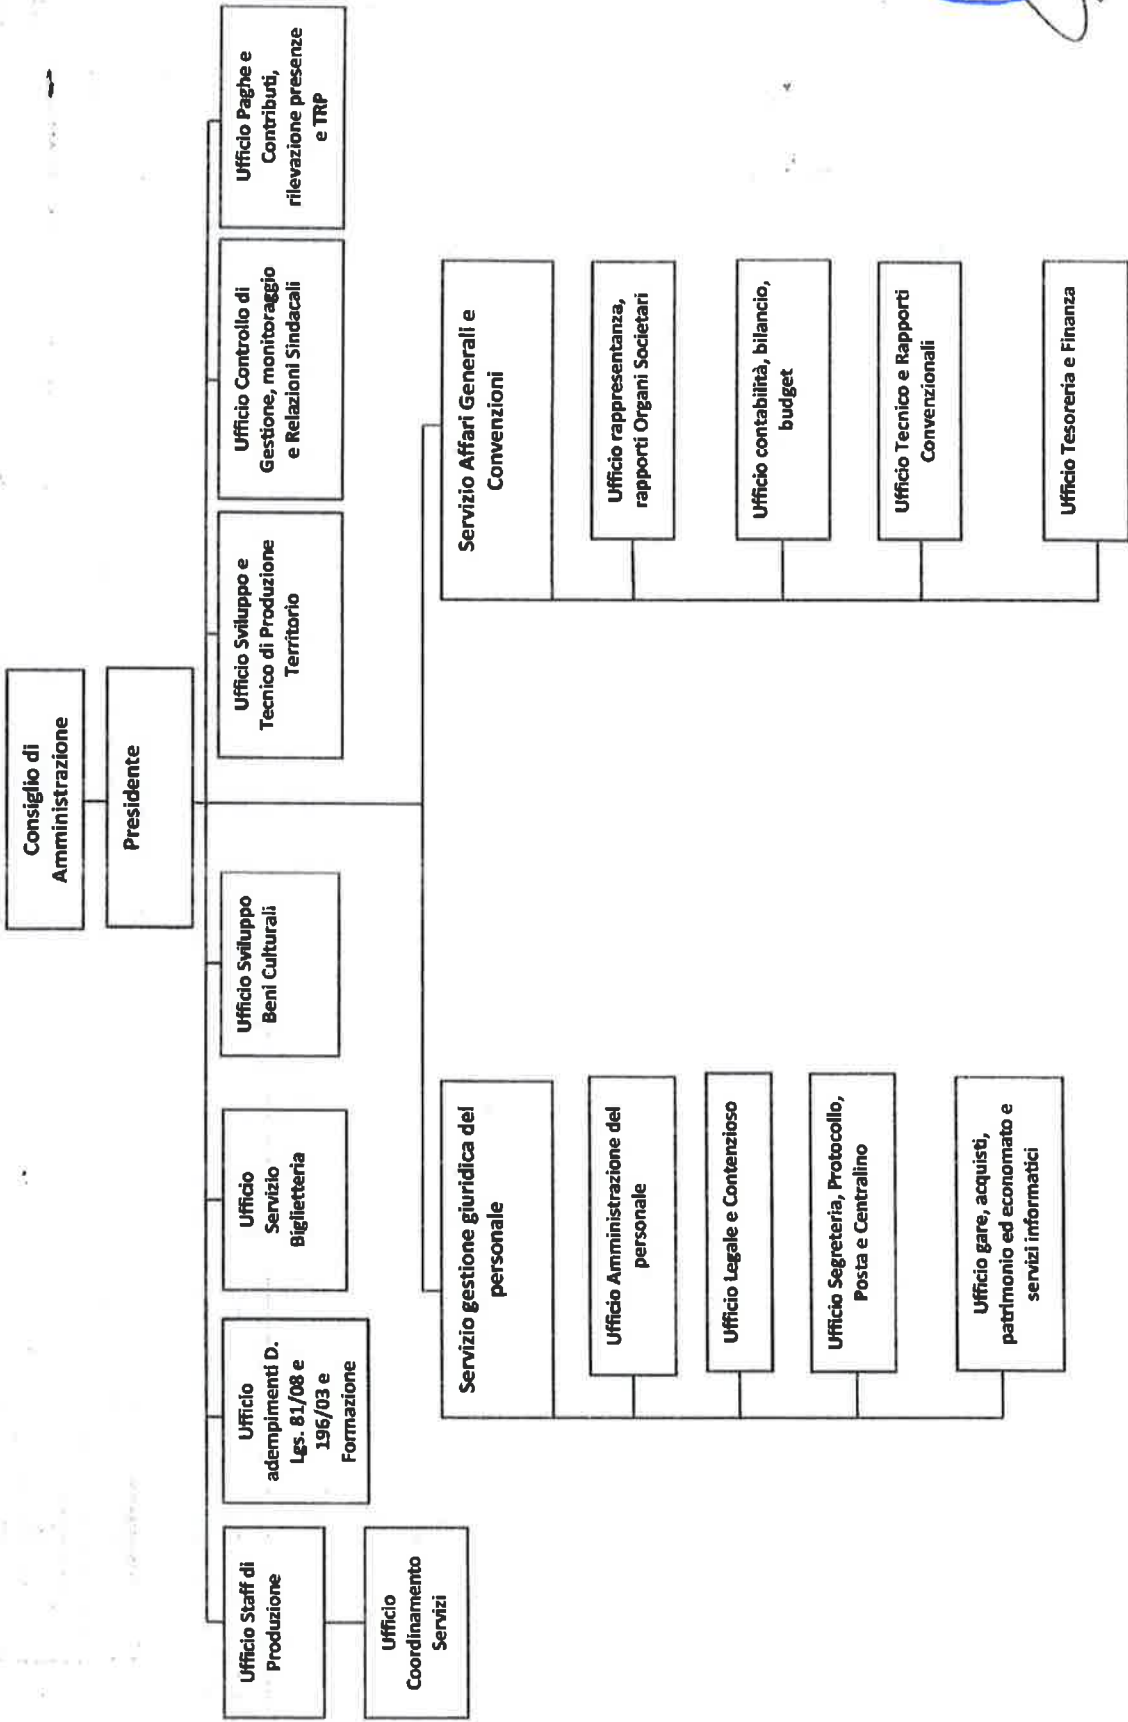 Consiglio di
Amministrazione
Presidente
Ufficio Staff di
Produzione
Ufficio
adempimenti D.
Lgs. 81/08 e
196/03 e
Formazione
Ufficio
Servizio
Biglietteria
Ufficio Sviluppo
Beni Culturali
Ufficio Sviluppo e
Tecnico di Produzione
Territorio
Ufficio Controllo di
Gestione, monitoraggio
e Relazioni Sindacali
Ufficio Paghe e
Contributi,
rilevazione presenze
e TRP
Ufficio
Coordinamento
Servizi
Servizio gestione giuridica del
personale
Ufficio Amministrazione del
personale
Ufficio Legale e Contenzioso
Ufficio Segreteria, Protocollo,
Posta e Centralino
Ufficio gare, acquisti,
patrimonio ed economato e
servizi informatici
Servizio Affari Generali e
Convenzioni
Ufficio rappresentanza,
rapporti Organi Societari
Ufficio contabilità, bilancio,
budget
Ufficio Tecnico e Rapporti
Convenzionali
Ufficio Tesoreria e Finanza